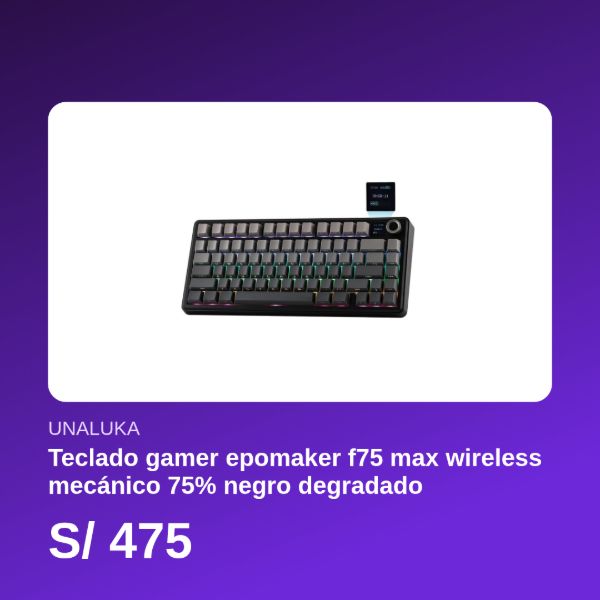 UNALUKA
Teclado gamer epomaker f75 max wireless
mecánico 75% negro degradado
S/ 475